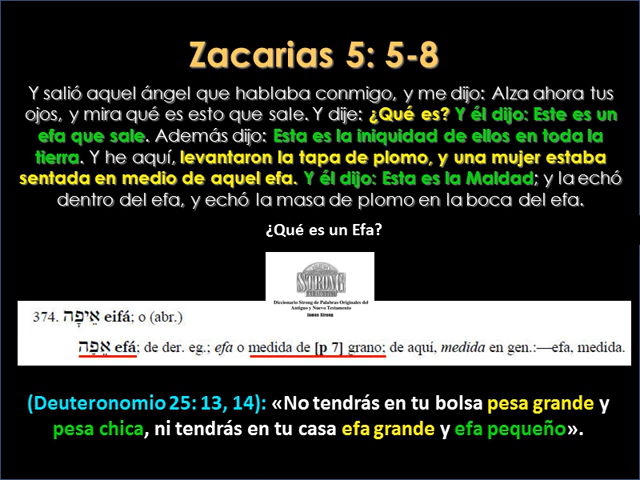 Zacarias 5: 5-8
Y salió aquel ángel que hablaba conmigo, y me dijo: Alza ahora tus
ojos, y mira qué es esto que sale. Y dije: ¿Qué es? Y él dijo: Este es un
efa que sale. Además dijo: Esta es la iniquidad de ellos en toda la
tierra. Y he aquí, levantaron la tapa de plomo, y una mujer estaba
sentada en medio de aquel efa. Y él dijo: Esta es la Maldad; y la echó
dentro del efa, y echó la masa de plomo en la boca del efa.
¿Qué es un Efa?
STRONG
Diccionario Strong de Palabras Originales del
Antiguo y Nuevo Testamento
James Strong
374. אֵיפָה eifá; o (abr.)
אֵפָה efá; de der. eg.; efa o medida de [p 7] grano; de aquí, medida en gen.:—efa, medida.
(Deuteronomio 25: 13, 14): «No tendrás en tu bolsa pesa grande y
pesa chica, ni tendrás en tu casa efa grande y efa pequeño».